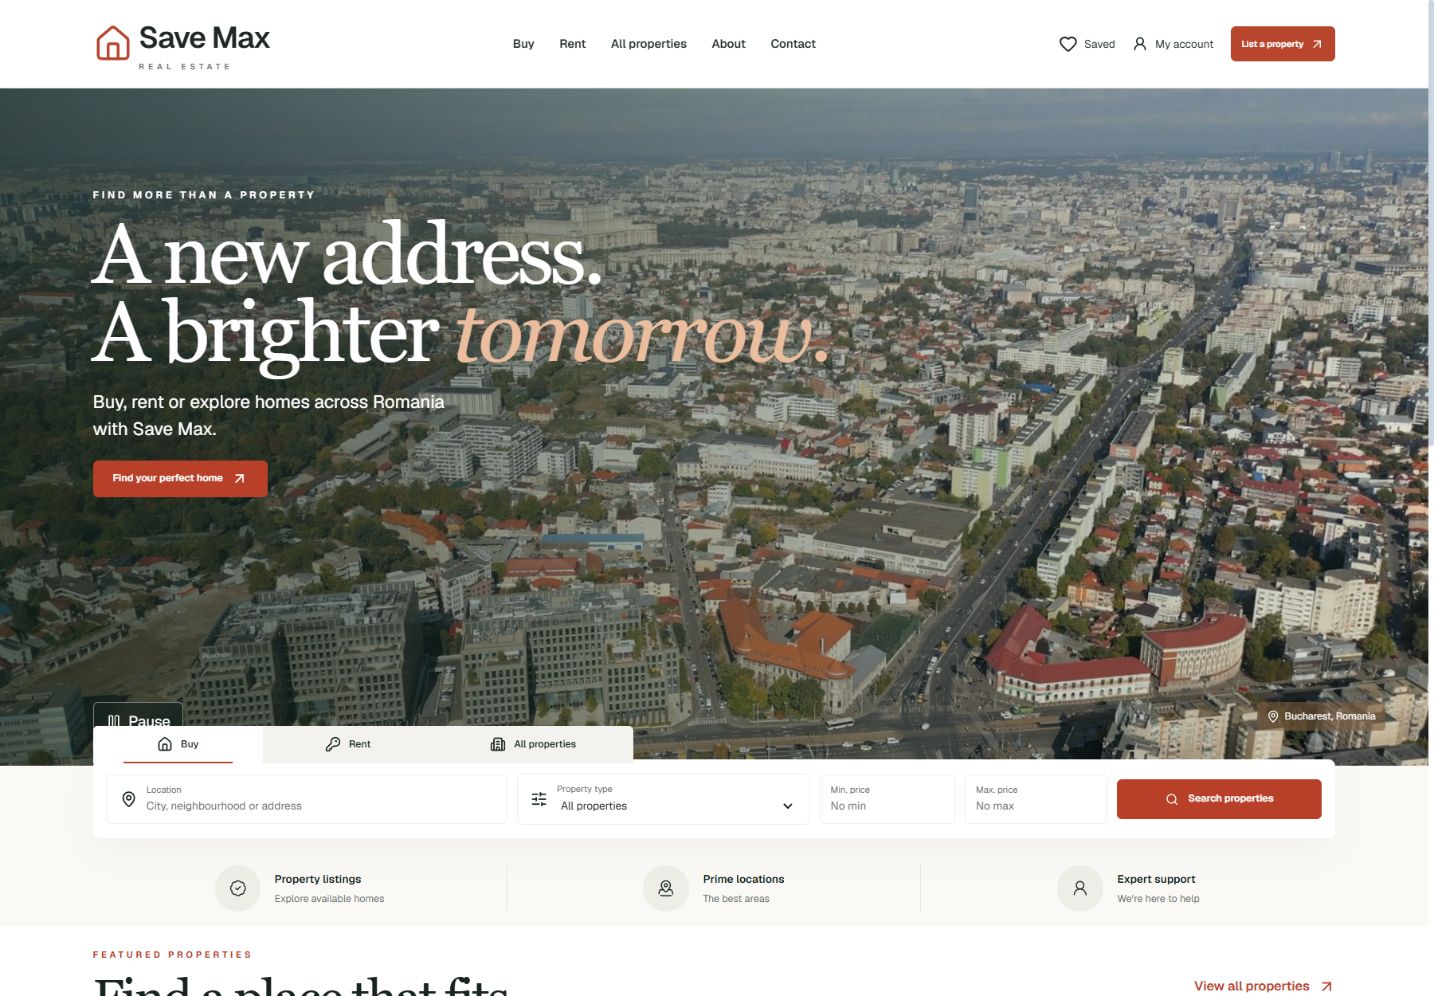 Save Max
REAL ESTATE
Buy
Rent
All properties
About
Contact
Saved
My account
List a property
FIND MORE THAN A PROPERTY
A new address.
A brighter tomorrow.
Buy, rent or explore homes across Romania
with Save Max.
Find your perfect home
Pause
Bucharest, Romania
Buy
Rent
All properties
Location
City, neighbourhood or address
Property type
All properties
Min. price
No min
Max. price
No max
Search properties
Property listings
Explore available homes
Prime locations
The best areas
Expert support
We're here to help
FEATURED PROPERTIES
Find a place that fits
View all properties